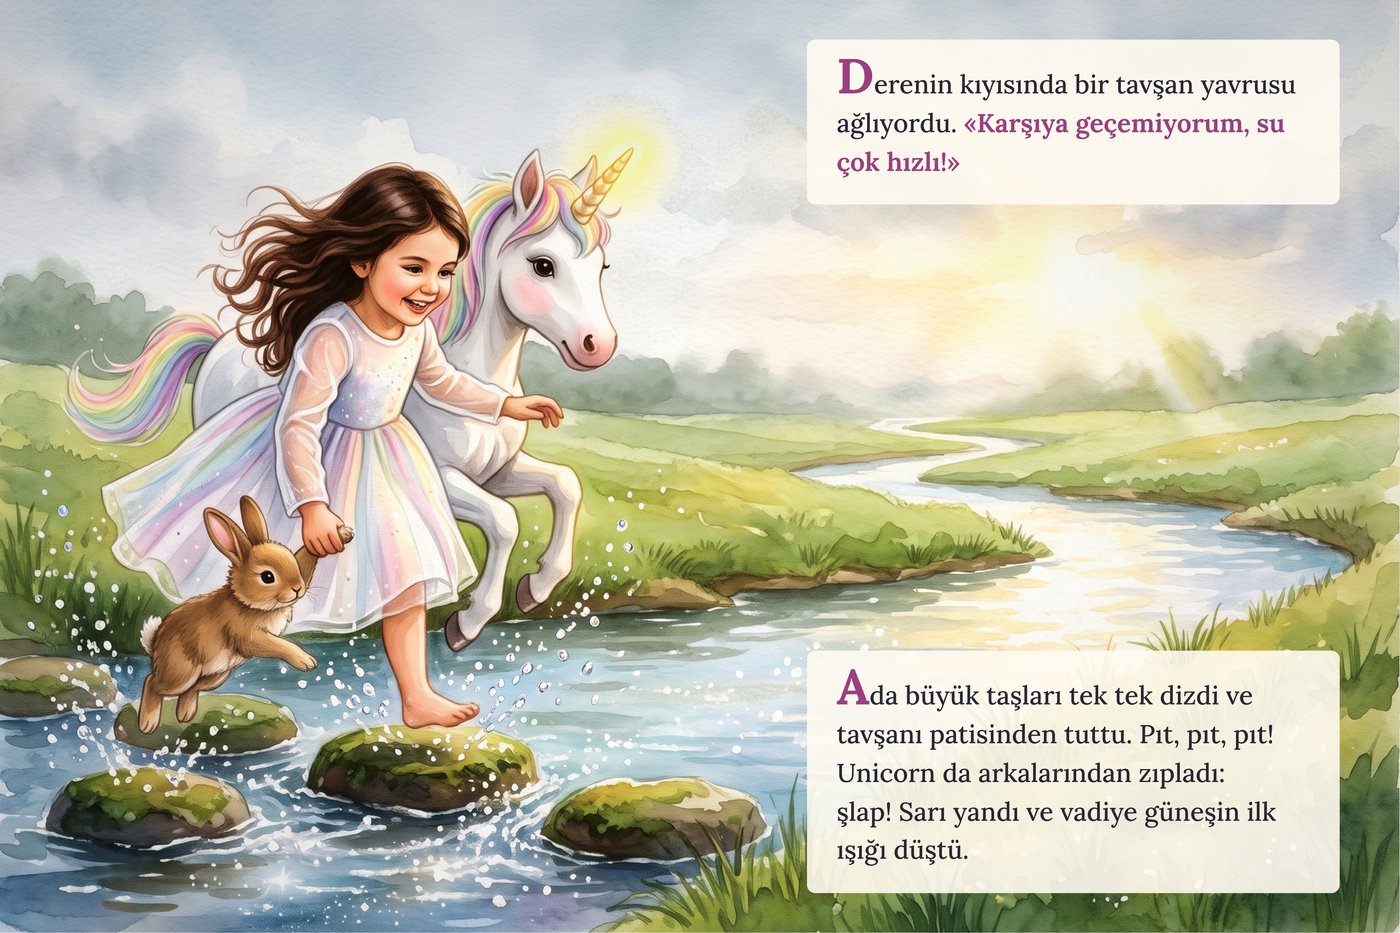 Derenin kıyısında bir tavşan yavrusu
ağlıyordu. «Karşıya geçemiyorum, su
çok hızlı!»
Ada büyük taşları tek tek dizdi ve
tavşanı patisinden tuttu. Pıt, pıt, pıt!
Unicorn da arkalarından zıpladı:
şlap! Sarı yandı ve vadiye güneşin ilk
ışığı düştü.